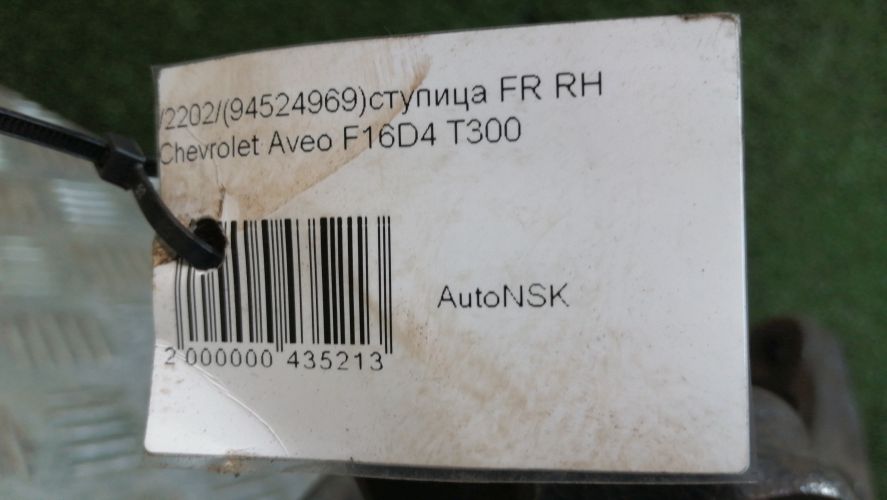 /2202/(94524969)ступица FR RH
Chevrolet Aveo F16D4 T300
AutoNSK
2 000000 435213